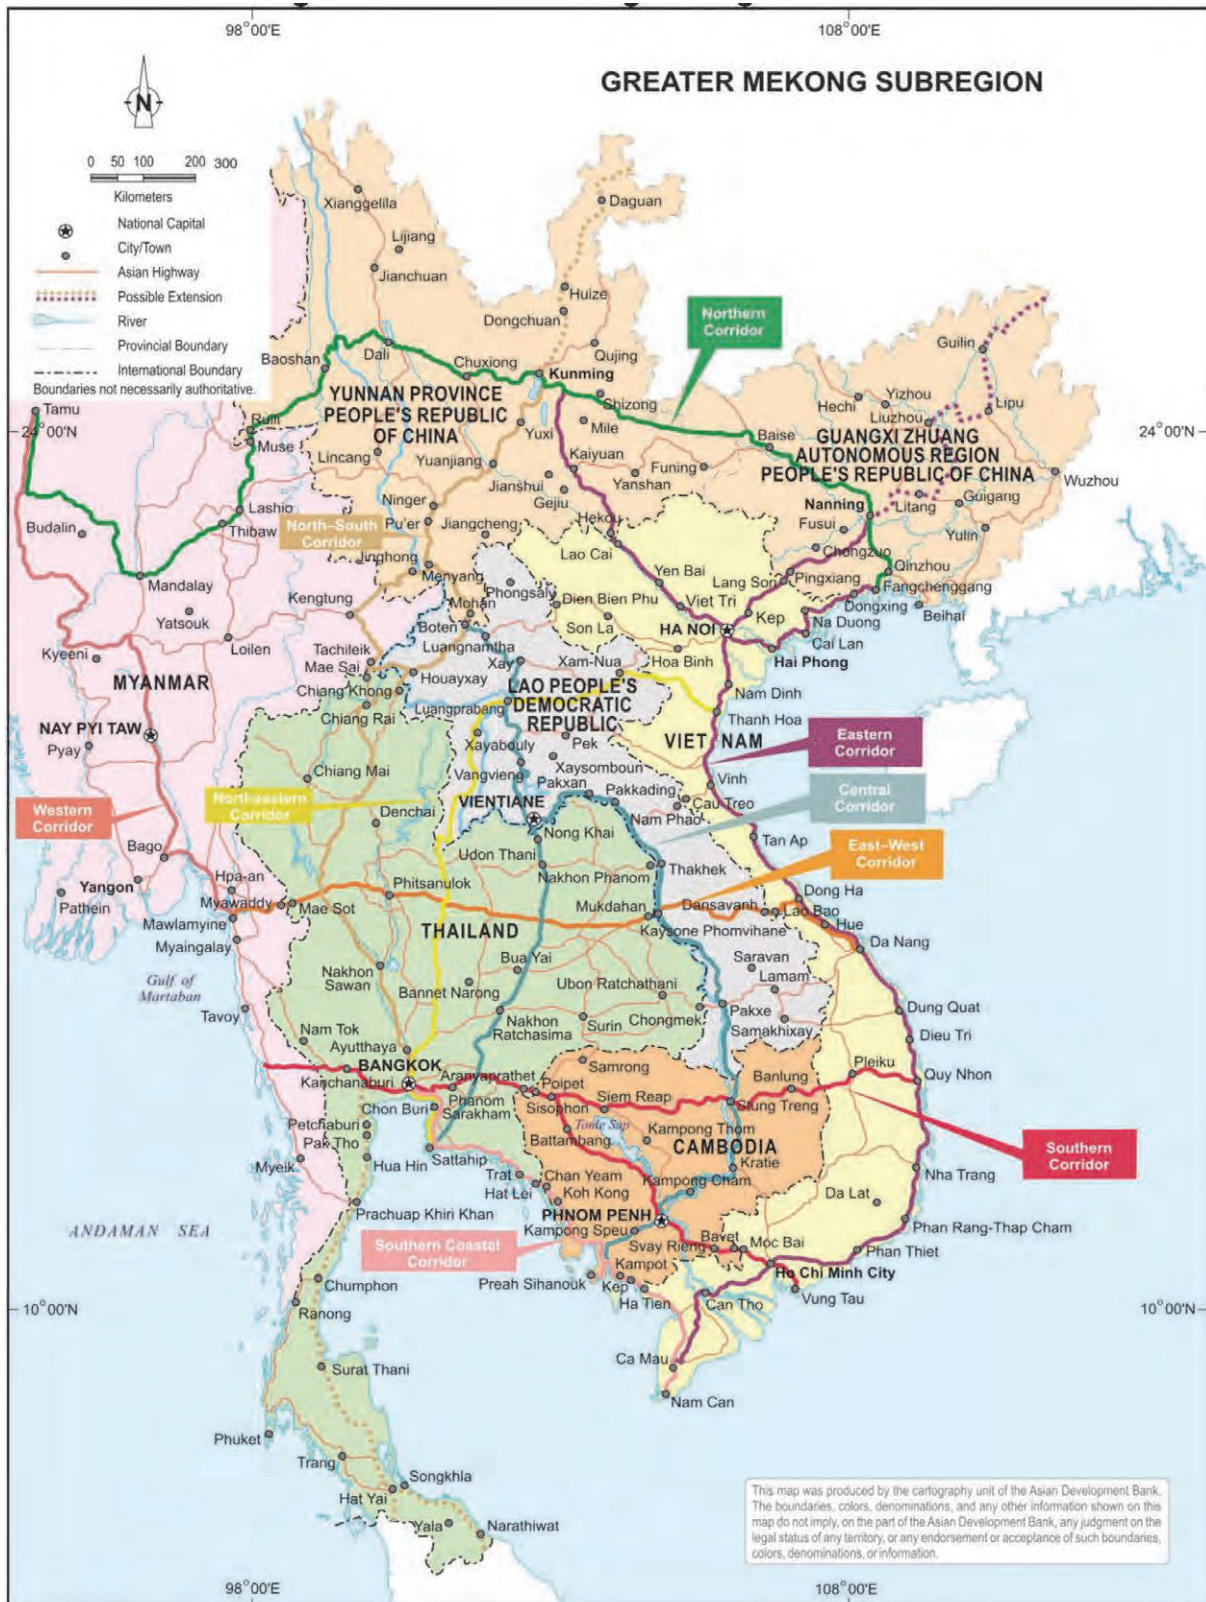 98°00'E
108°00'E
GREATER MEKONG SUBREGION
N
0 50 100 200 300
Kilometers
National Capital
City/Town
Asian Highway
Possible Extension
River
Provincial Boundary
International Boundary
Boundaries not necessarily authoritative.
Xianggelila
Daguan
Lijiang
Jianchuan
Huize
Dongchuan
Northern
Corridor
Guilin
Baoshan
Dali
Chuxiong
Qujing
Kunming
YUNNAN PROVINCE
PEOPLE'S REPUBLIC
OF CHINA
Shizong
Hechi
Yizhou
Liuzhou
Lipu
Tamu
24°00'N
24°00'N
Ruili
Muse
Yuxi
Mile
Baise
GUANGXI ZHUANG
AUTONOMOUS REGION
PEOPLE'S REPUBLIC OF CHINA
Lincang
Yuanjiang
Kaiyuan
Funing
Yanshan
Wuzhou
Jianshui
Gejiu
Nanning
Litang
Guigang
Ninger
Lashio
Budalin
Thibaw
North–South
Corridor
Pu'er
Jiangcheng
Hekou
Fusui
Yulin
Lao Cai
Chongzuo
Jinghong
Menyang
Mandalay
Yen Bai
Lang Son
Pingxiang
Qinzhou
Phongsaly
Fangchenggang
Kengtung
Mohan
Dien Bien Phu
Viet Tri
Dongxing
Yatsouk
Boten
Son La
HA NOI
Kep
Na Duong
Beihai
Kyeeni
Loilen
Tachileik
Luangnamtha
Cai Lan
Mae Sai
Xay
Xam-Nua
Hoa Binh
Hai Phong
MYANMAR
Chiang Khong
Houayxay
LAO PEOPLE'S
DEMOCRATIC
REPUBLIC
Nam Dinh
Chiang Rai
Luangprabang
Thanh Hoa
NAY PYI TAW
Pyay
Xayabouly
Pek
VIET NAM
Eastern
Corridor
Chiang Mai
Vangvieng
Xaysomboun
Pakxan
Pakkading
Vinh
Central
Corridor
Western
Corridor
Northeastern
Corridor
VIENTIANE
Cau Treo
Denchai
Nam Phao
Nong Khai
Tan Ap
East–West
Corridor
Bago
Udon Thani
Thakhek
Hpa-an
Nakhon Phanom
Yangon
Phitsanulok
Dong Ha
Pathein
Myawaddy
Mae Sot
Mukdahan
Dansavanh
Lao Bao
Mawlamyine
Kaysone Phomvihane
Hue
Myaingalay
THAILAND
Da Nang
Gulf of
Martaban
Nakhon
Sawan
Bua Yai
Saravan
Lamam
Bannet Narong
Ubon Ratchathani
Tavoy
Dung Quat
Nam Tok
Nakhon
Ratchasima
Surin
Chongmek
Pakxe
Samakhixay
Dieu Tri
Ayutthaya
BANGKOK
Samrong
Pleiku
Kanchanaburi
Aranyaprathet
Poipet
Banlung
Quy Nhon
Chon Buri
Phanom
Sarakham
Sisophon
Siem Reap
Stung Treng
Petchaburi
Tonle Sap
Kampong Thom
Pak Tho
Battambang
CAMBODIA
Southern
Corridor
Myeik
Hua Hin
Sattahip
Kratie
Nha Trang
Trat
Chan Yeam
Kampong Cham
Da Lat
Hat Lei
Koh Kong
Prachuap Khiri Khan
PHNOM PENH
Phan Rang-Thap Cham
ANDAMAN SEA
Kampong Speu
Southern Coastal
Corridor
Svay Rieng
Bavet
Moc Bai
Phan Thiet
Kampot
Ho Chi Minh City
Chumphon
Preah Sihanouk
Kep
Vung Tau
Ha Tien
Can Tho
10°00'N
10°00'N
Ranong
Ca Mau
Surat Thani
Nam Can
Phuket
Trang
Songkhla
Hat Yai
Yala
Narathiwat
This map was produced by the cartography unit of the Asian Development Bank.
The boundaries, colors, denominations, and any other information shown on this
map do not imply, on the part of the Asian Development Bank, any judgment on the
legal status of any territory, or any endorsement or acceptance of such boundaries,
colors, denominations, or information.
98°00'E
108°00'E